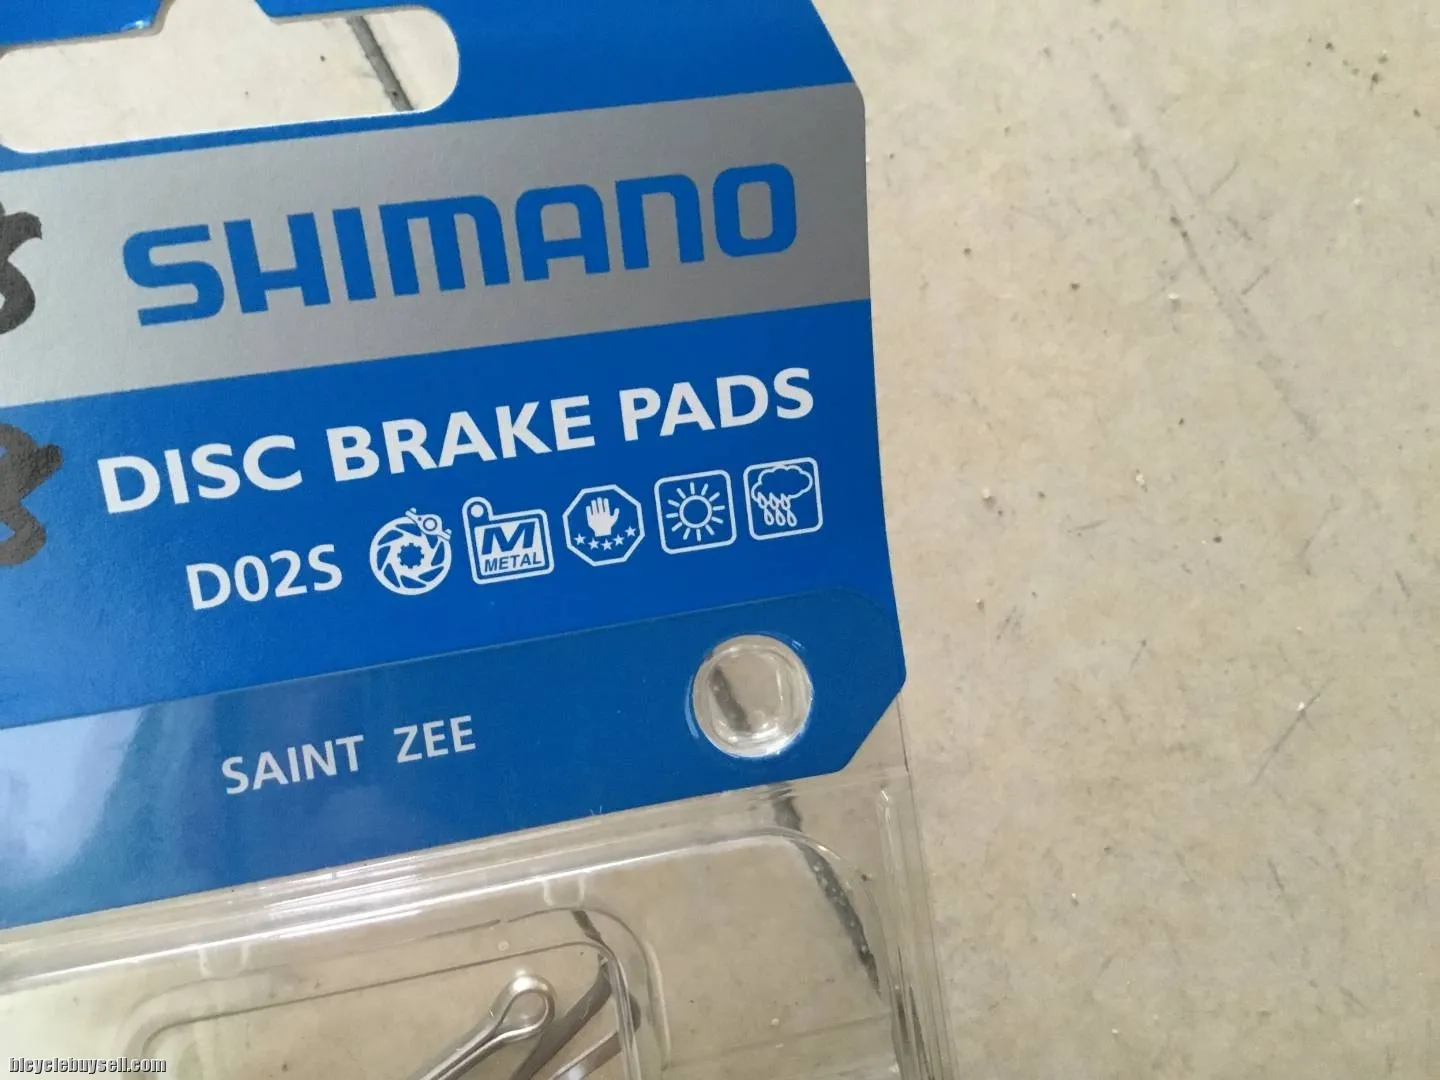 SHIMANO
DISC BRAKE PADS
D02S
M
METAL
SAINT ZEE
bicyclebuysell.com